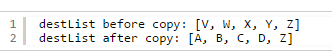 1 destList before copy: [V, W, X, Y, Z]
2 destList after copy: [A, B, C, D, Z]